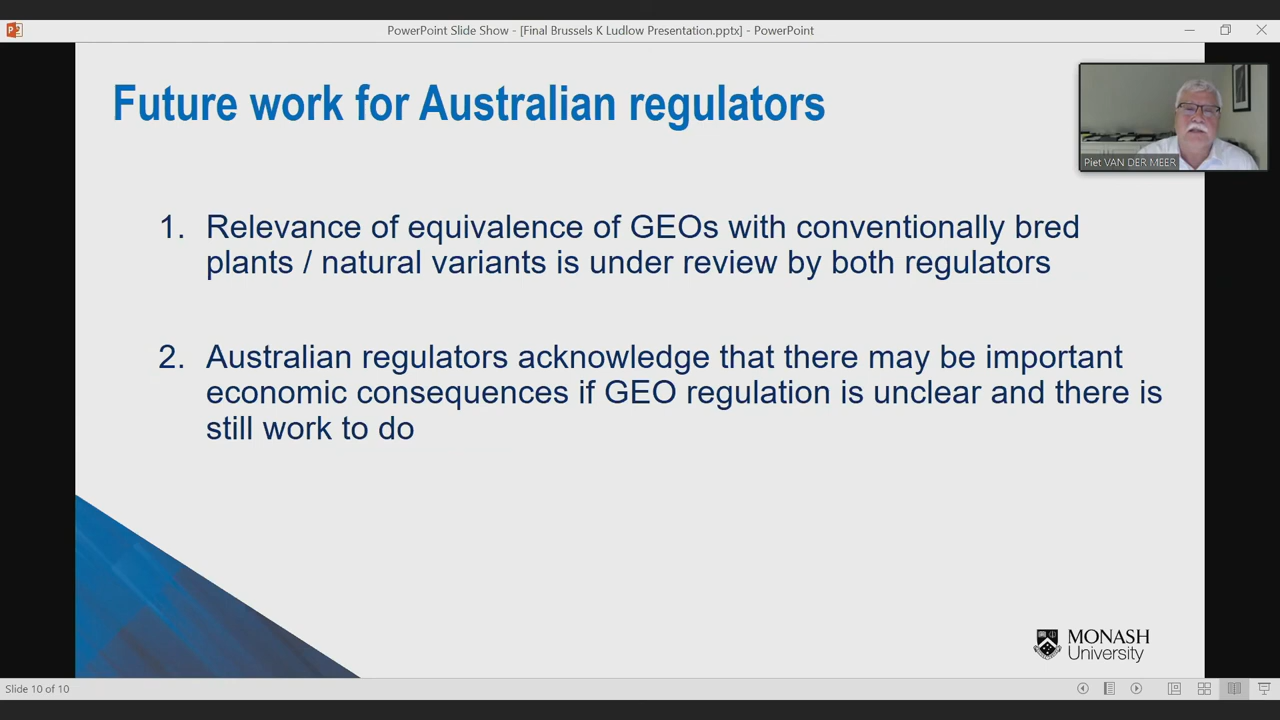 PowerPoint Slide Show - [Final Brussels K Ludlow Presentation.pptx] - PowerPoint
Future work for Australian regulators
Piet VAN DER MEER
1. Relevance of equivalence of GEOs with conventionally bred
plants / natural variants is under review by both regulators
2. Australian regulators acknowledge that there may be important
economic consequences if GEO regulation is unclear and there is
still work to do
MONASH
University
Slide 10 of 10